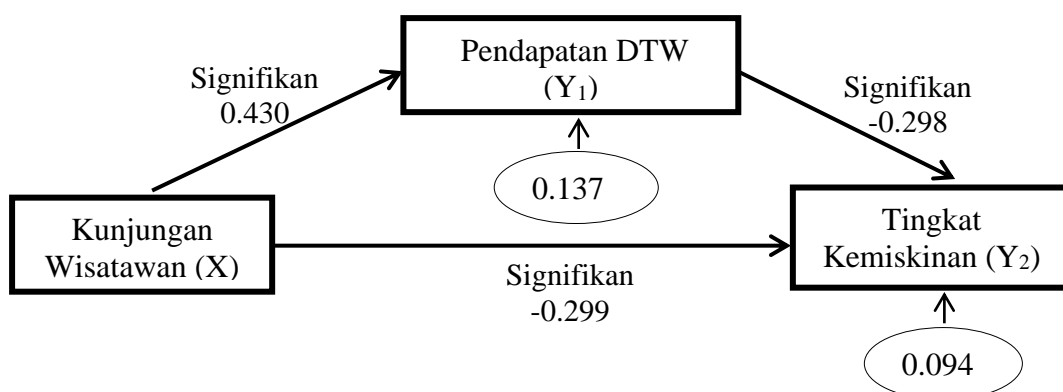 Pendapatan DTW
(Y₁)
Signifikan
0.430
Signifikan
-0.298
0.137
Kunjungan
Wisatawan (X)
Tingkat
Kemiskinan (Y₂)
Signifikan
-0.299
0.094